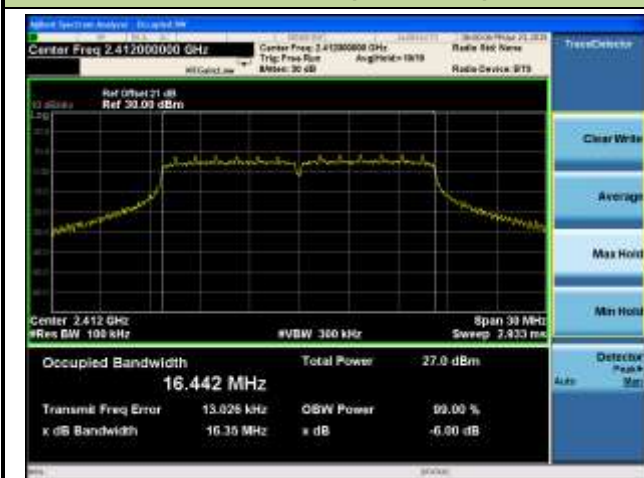 Agilent Spectrum Analyzer - Occupied BW
Center Freq 2.412000000 GHz
Center Freq: 2.412000000 GHz
Radio Std: None
Trig: Free Run
Avg|Hold:> 10/10
#IFGain:Low
#Atten: 30 dB
Radio Device: BTS
Ref Offset 21 dB
10 dB/div
Ref 30.00 dBm
Log
Center 2.412 GHz
Span 30 MHz
#Res BW 100 kHz
#VBW 300 kHz
Sweep 2.933 ms
Occupied Bandwidth
Total Power
27.0 dBm
16.442 MHz
Transmit Freq Error
13.026 kHz
OBW Power
99.00 %
x dB Bandwidth
16.35 MHz
x dB
-6.00 dB
Trace/Detector
Clear Write
Average
Max Hold
Min Hold
Detector
Peak
Auto
Man
MSG
STATUS